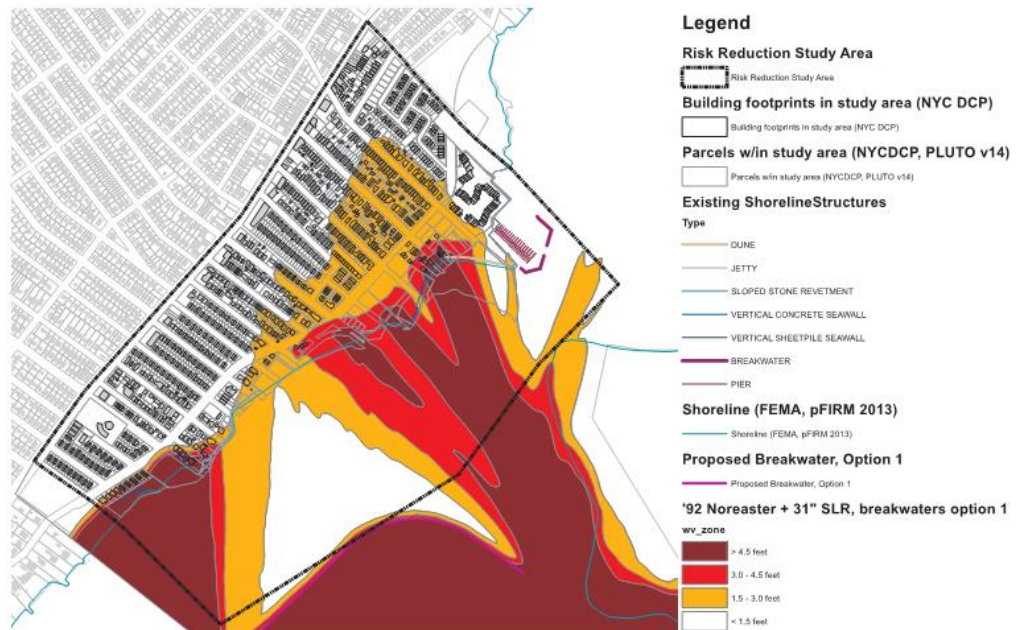 Legend
Risk Reduction Study Area
Risk Reduction Study Area
Building footprints in study area (NYC DCP)
Building footprints in study area (NYC DCP)
Parcels w/in study area (NYCDCP, PLUTO v14)
Parcels w/in study area (NYCDCP, PLUTO v14)
Existing ShorelineStructures
Type
DUNE
JETTY
SLOPED STONE REVETMENT
VERTICAL CONCRETE SEAWALL
VERTICAL SHEETPILE SEAWALL
BREAKWATER
PIER
Shoreline (FEMA, pFIRM 2013)
Shoreline (FEMA, pFIRM 2013)
Proposed Breakwater, Option 1
Proposed Breakwater, Option 1
'92 Noreaster + 31" SLR, breakwaters option 1
wv_zone
> 4.5 feet
3.0 - 4.5 feet
1.5 - 3.0 feet
< 1.5 feet